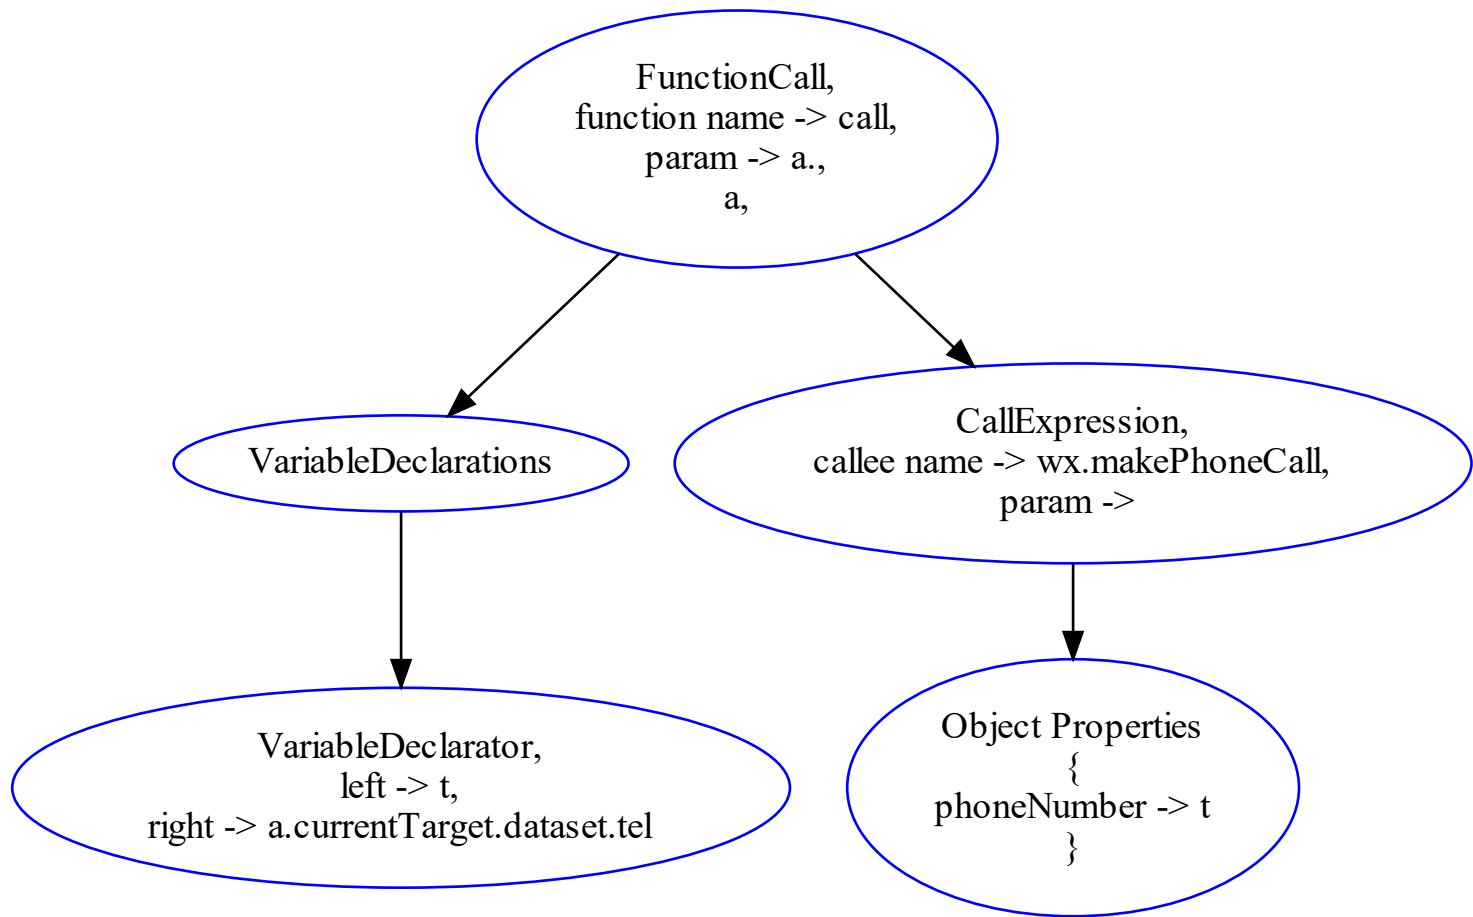 FunctionCall,
function name -> call,
param -> a.,
a,
VariableDeclarations
CallExpression,
callee name -> wx.makePhoneCall,
param ->
VariableDeclarator,
left -> t,
right -> a.currentTarget.dataset.tel
Object Properties
{
phoneNumber -> t
}